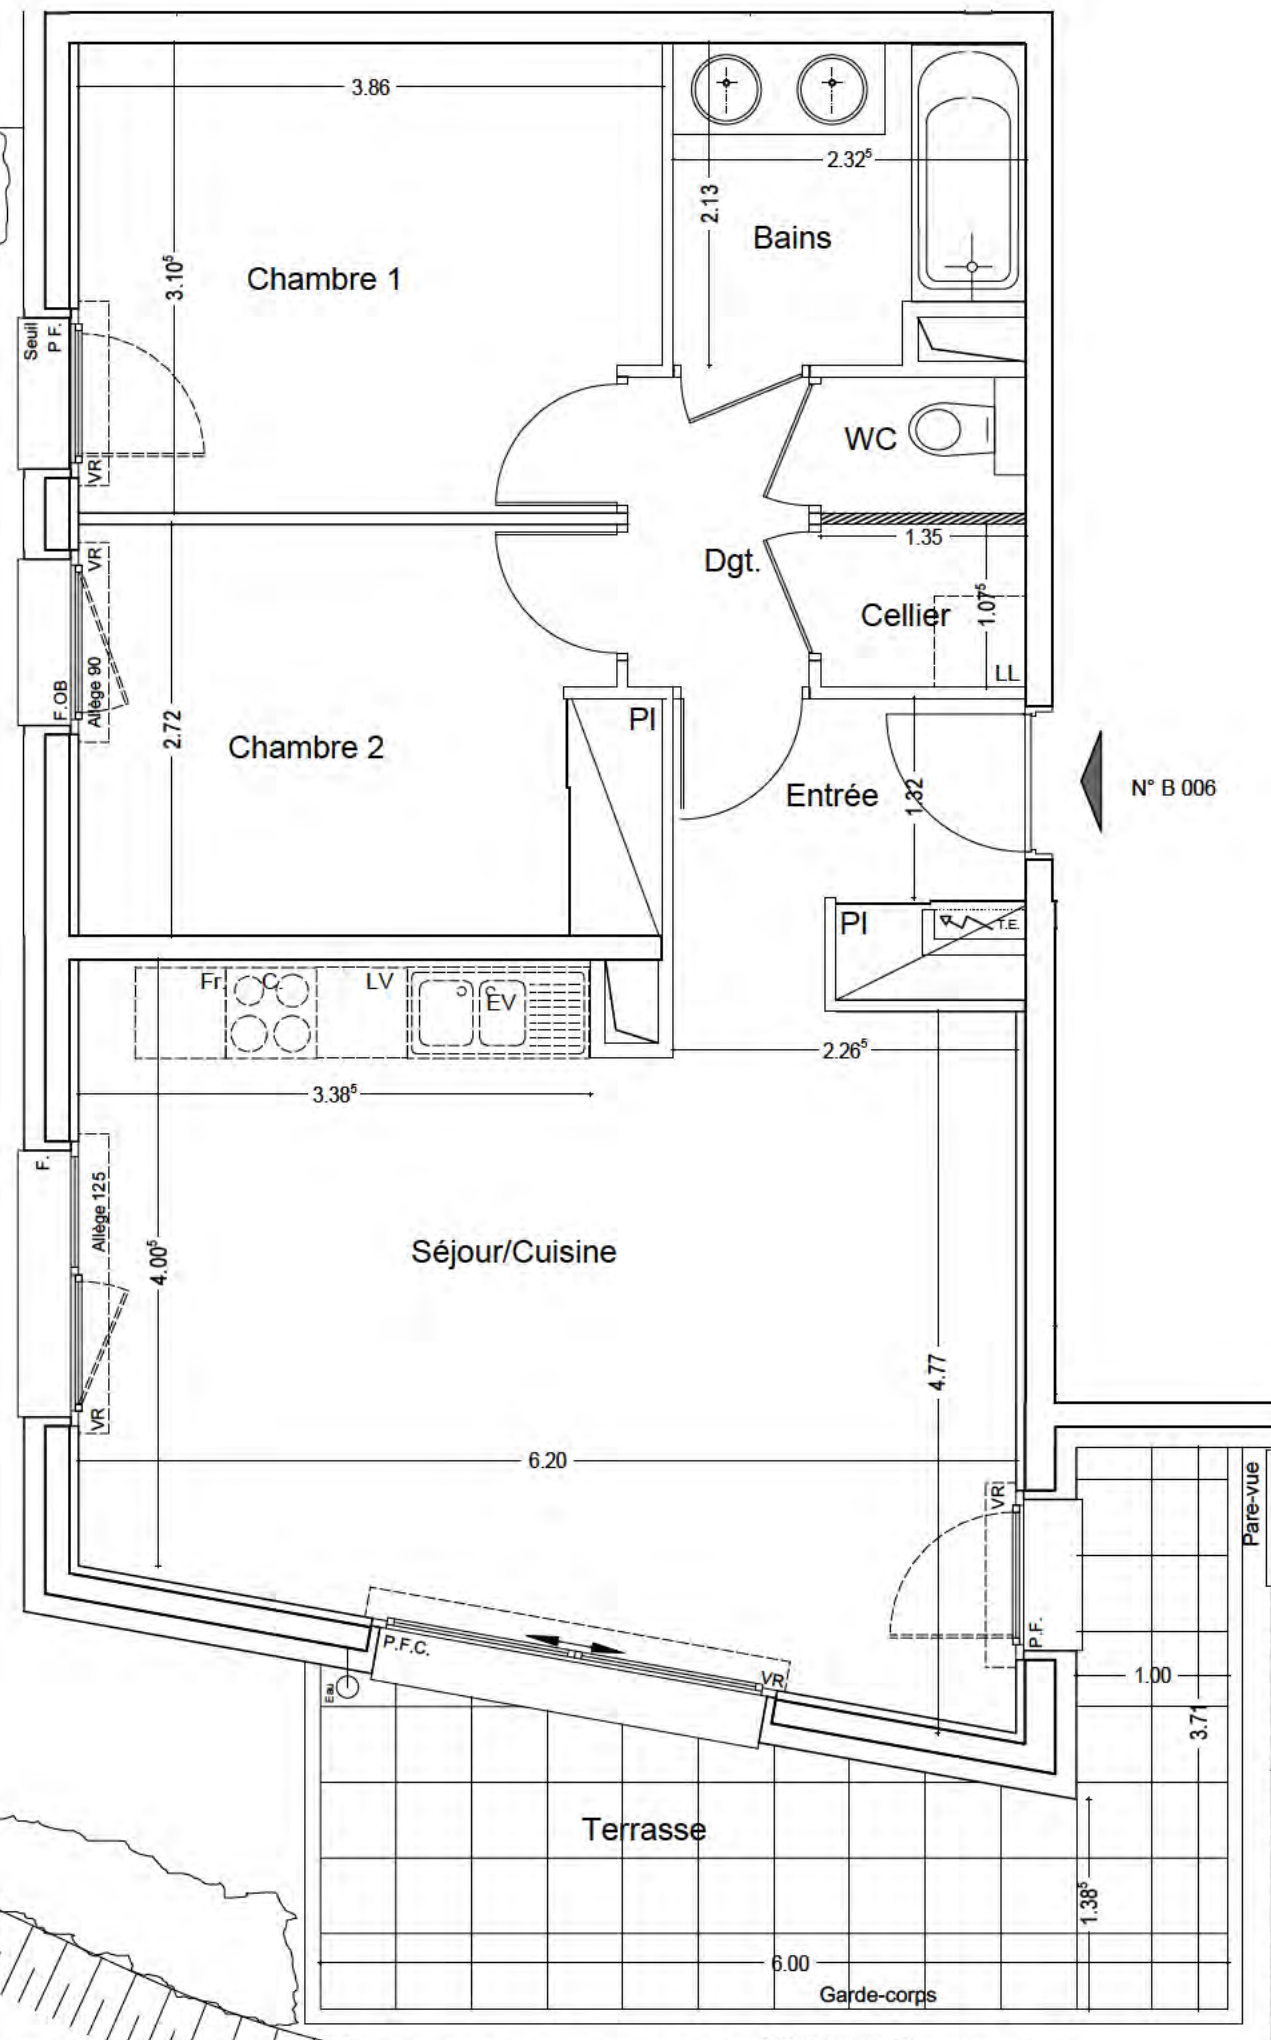 3.86
2.32⁵
2.13
Bains
3.10⁵
Chambre 1
Seuil
P F.
VR
WC
1.35
Dgt.
1.07⁵
Cellier
LL
VR
F.OB
Allège 90
2.72
Chambre 2
Pl
Entrée
1.32
N° B 006
Pl
T.E.
Fr.
C.
LV
EV
2.26⁵
3.38⁵
F.
Allège 125
4.00⁵
Séjour/Cuisine
4.77
VR
6.20
VR
Pare-vue
P.F.
P.F.C.
VR
Eau
1.00
3.71
Terrasse
1.38⁵
6.00
Garde-corps